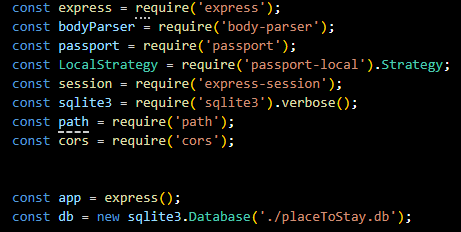 const express = require('express');
const bodyParser = require('body-parser');
const passport = require('passport');
const LocalStrategy = require('passport-local').Strategy;
const session = require('express-session');
const sqlite3 = require('sqlite3').verbose();
const path = require('path');
const cors = require('cors');
const app = express();
const db = new sqlite3.Database('./placeToStay.db');